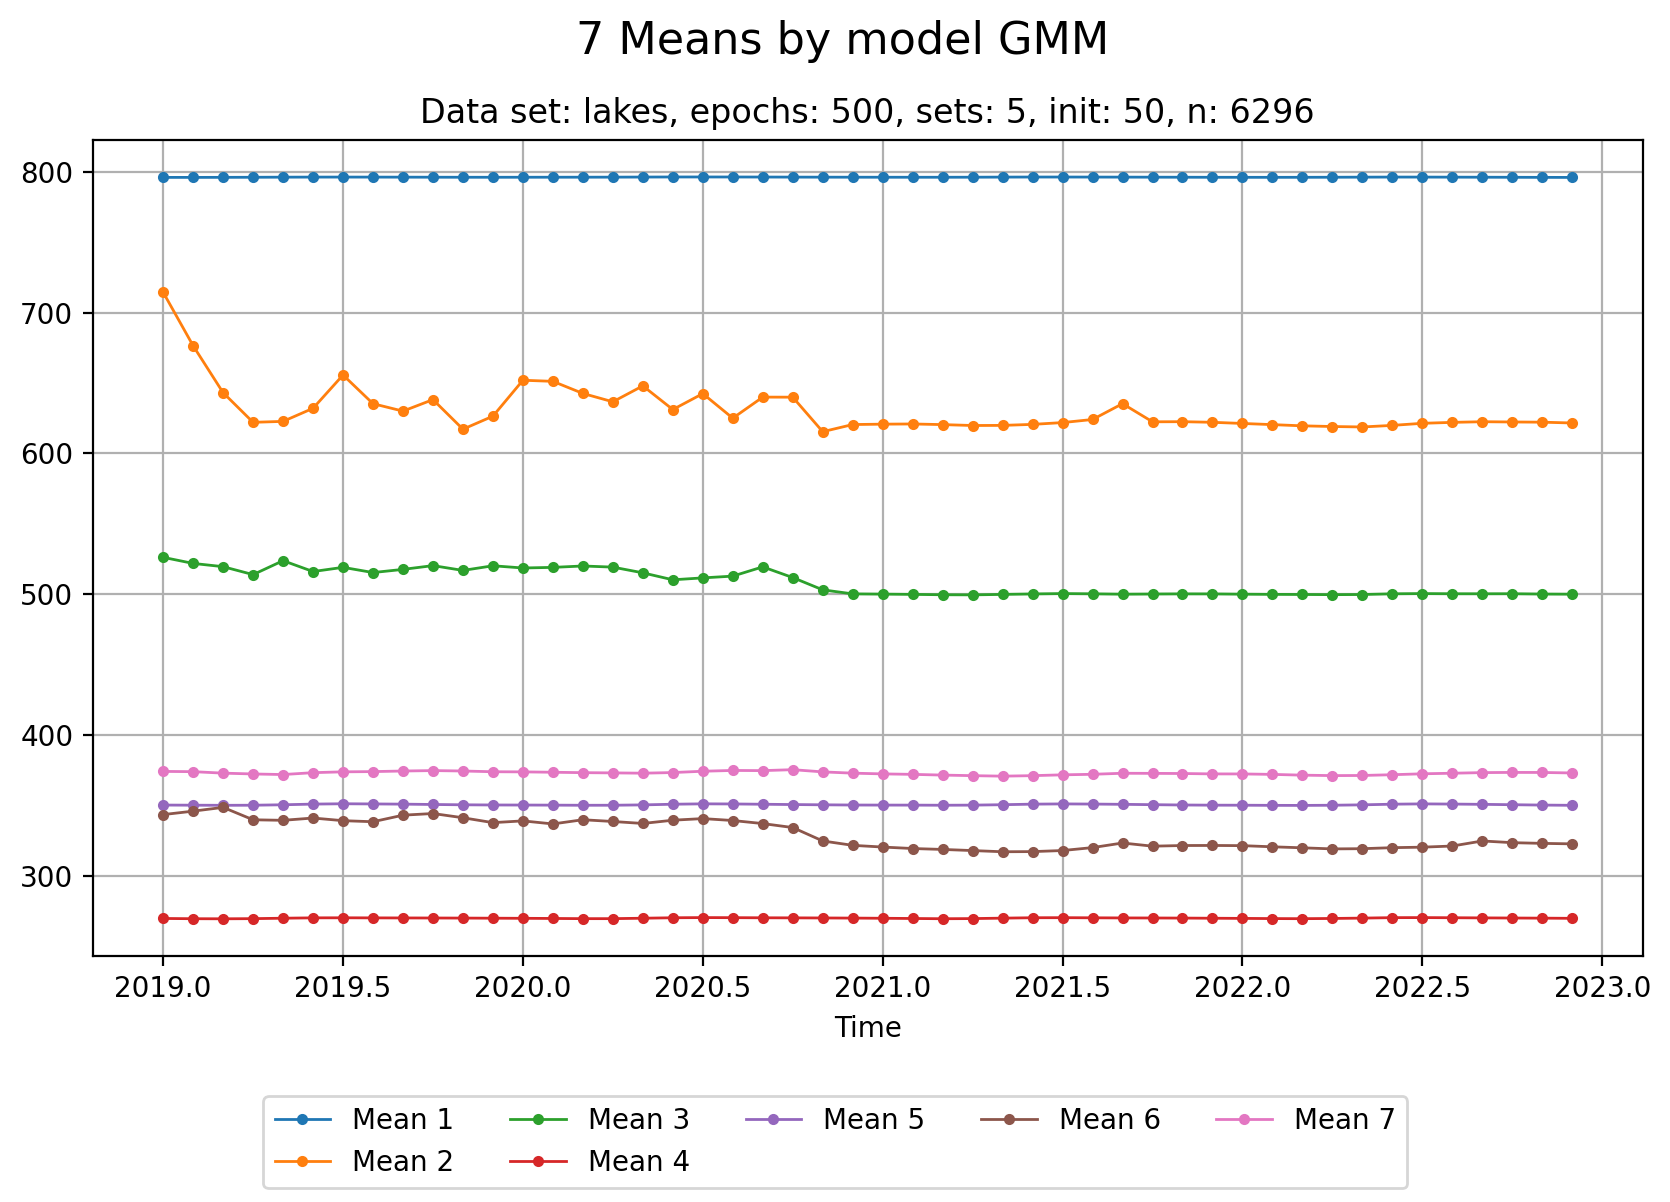 7 Means by model GMM
Data set: lakes, epochs: 500, sets: 5, init: 50, n: 6296
800
700
600
500
400
300
2019.0 2019.5 2020.0 2020.5 2021.0 2021.5 2022.0 2022.5 2023.0
Time
Mean 1 Mean 3 Mean 5 Mean 6 Mean 7
Mean 2 Mean 4